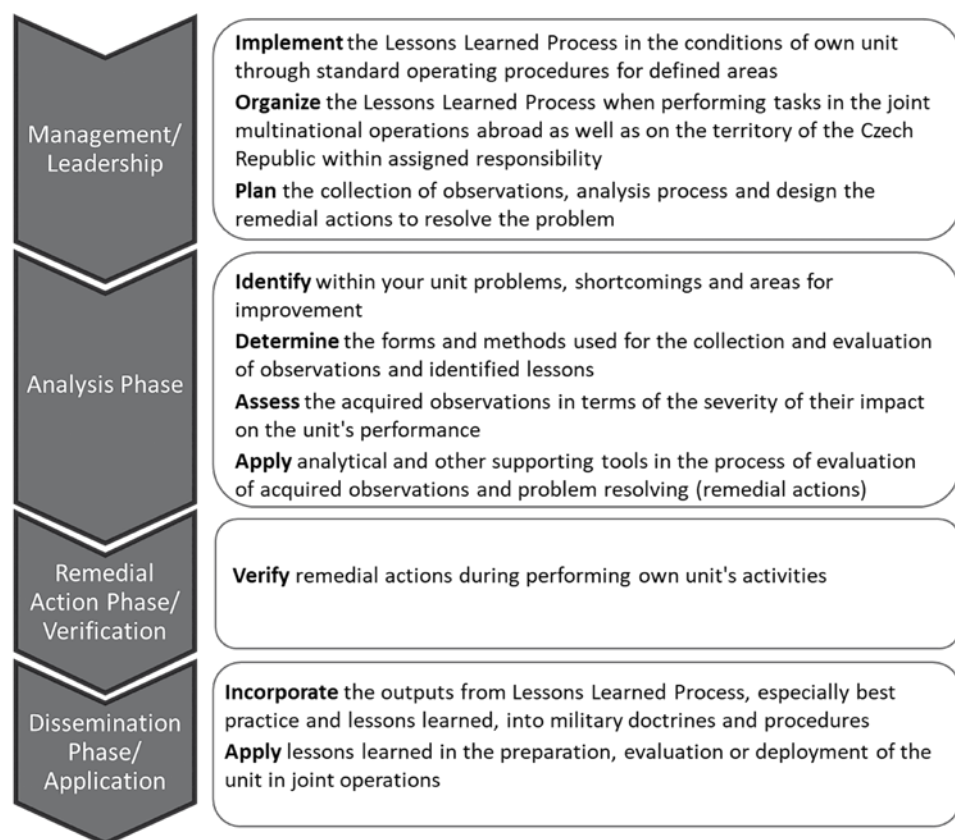 Management/
Leadership
Implement the Lessons Learned Process in the conditions of own unit
through standard operating procedures for defined areas
Organize the Lessons Learned Process when performing tasks in the joint
multinational operations abroad as well as on the territory of the Czech
Republic within assigned responsibility
Plan the collection of observations, analysis process and design the
remedial actions to resolve the problem
Analysis Phase
Identify within your unit problems, shortcomings and areas for
improvement
Determine the forms and methods used for the collection and evaluation
of observations and identified lessons
Assess the acquired observations in terms of the severity of their impact
on the unit's performance
Apply analytical and other supporting tools in the process of evaluation
of acquired observations and problem resolving (remedial actions)
Remedial
Action Phase/
Verification
Verify remedial actions during performing own unit's activities
Dissemination
Phase/
Application
Incorporate the outputs from Lessons Learned Process, especially best
practice and lessons learned, into military doctrines and procedures
Apply lessons learned in the preparation, evaluation or deployment of the
unit in joint operations